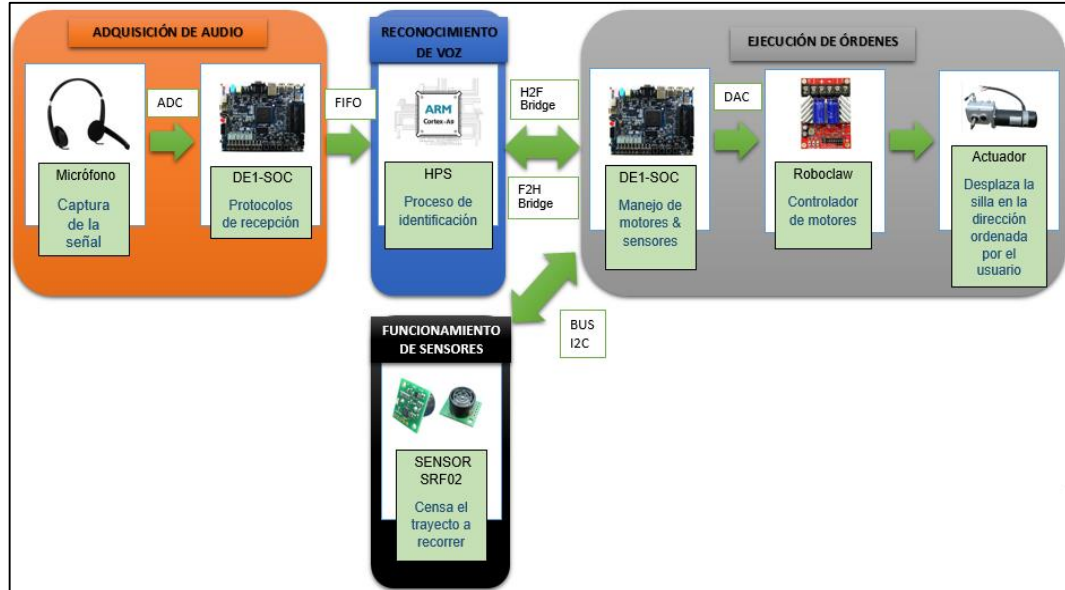 ADQUISICIÓN DE AUDIO
Micrófono
Captura
de la
señal
ADC
DE1-SOC
Protocolos
de recepción
FIFO
RECONOCIMIENTO
DE VOZ
ARM
Cortex-A9
HPS
Proceso de
identificación
H2F
Bridge
F2H
Bridge
EJECUCIÓN DE ÓRDENES
DE1-SOC
Manejo de
motores &
sensores
DAC
Roboclaw
Controlador
de motores
Actuador
Desplaza la
silla en la
dirección
ordenada
por el
usuario
BUS
I2C
FUNCIONAMIENTO
DE SENSORES
SENSOR
SRF02
Censa el
trayecto a
recorrer